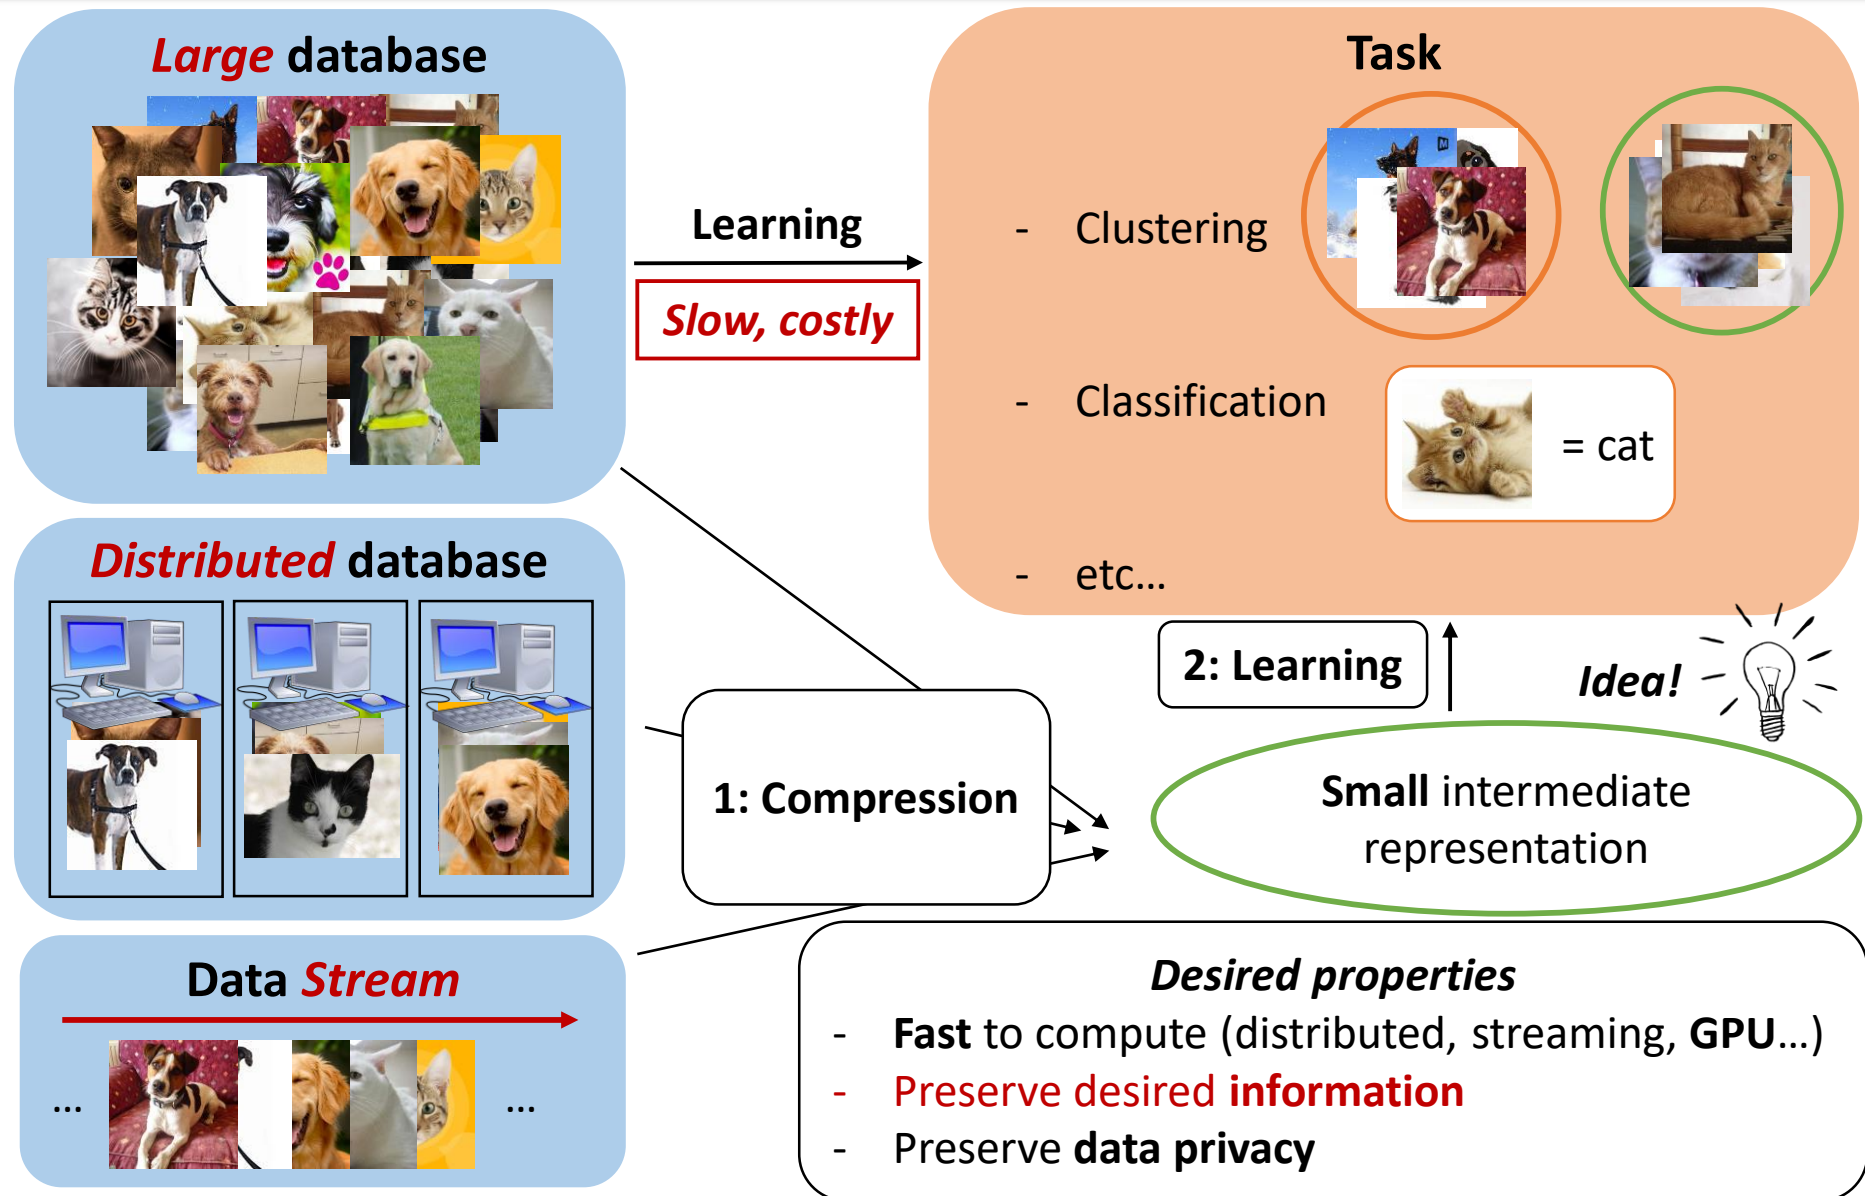 Large database
Learning
Slow, costly
Task
- Clustering
- Classification
= cat
- etc...
Distributed database
1: Compression
2: Learning
Idea!
Small intermediate
representation
Data Stream
...
...
Desired properties
- Fast to compute (distributed, streaming, GPU...)
- Preserve desired information
- Preserve data privacy